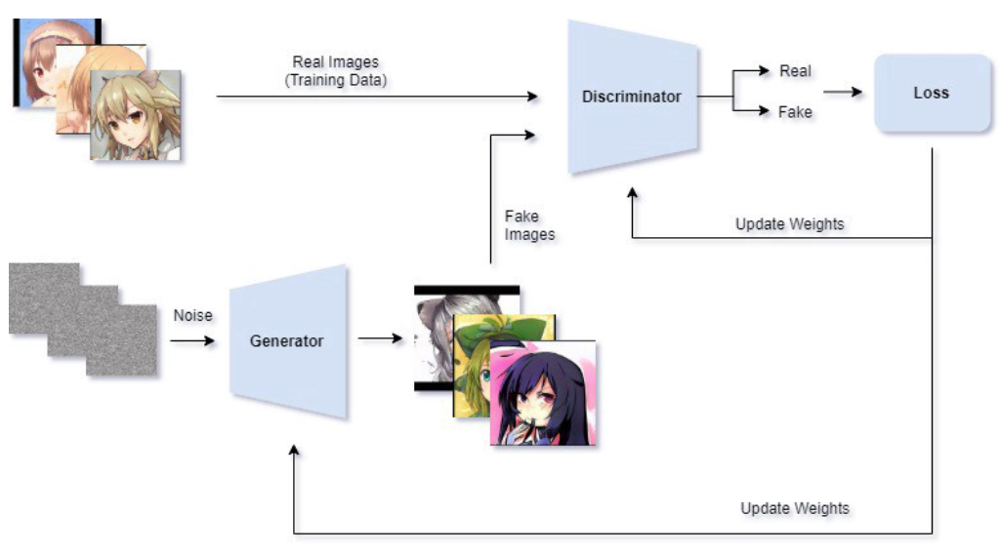 Real Images
(Training Data)
Discriminator
Real
Fake
Loss
Fake
Images
Update Weights
Noise
Generator
Update Weights